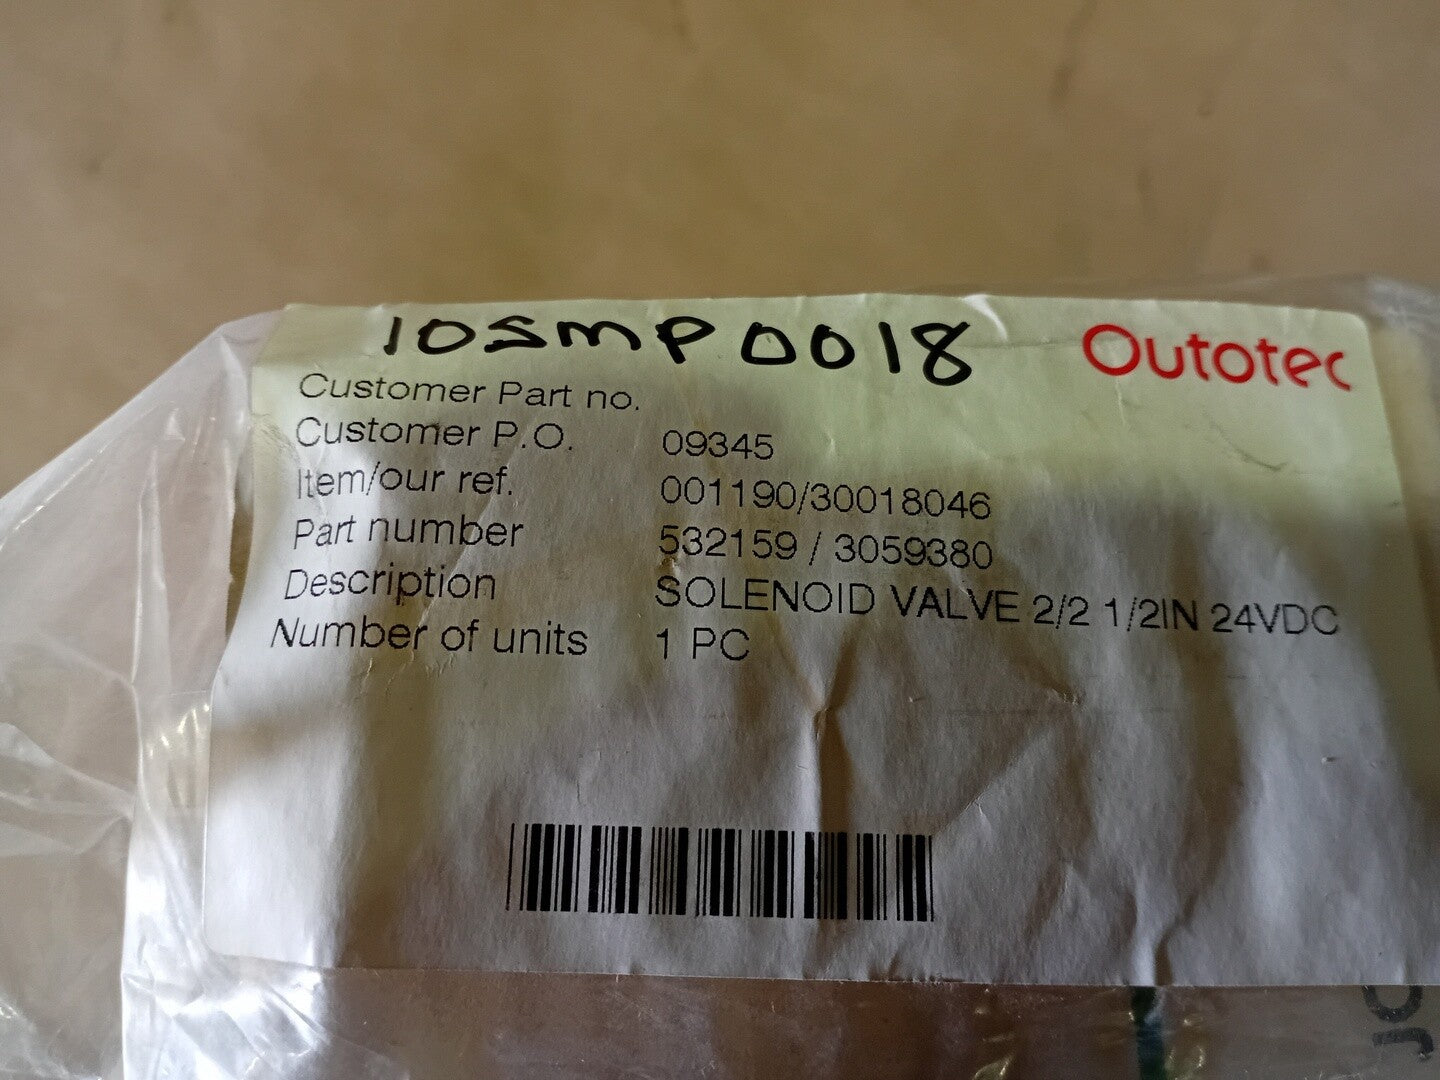 10SMP0018
Outotec
Customer Part no.
Customer P.O. 09345
Item/our ref. 001190/30018046
Part number 532159 / 3059380
Description SOLENOID VALVE 2/2 1/2IN 24VDC
Number of units 1 PC